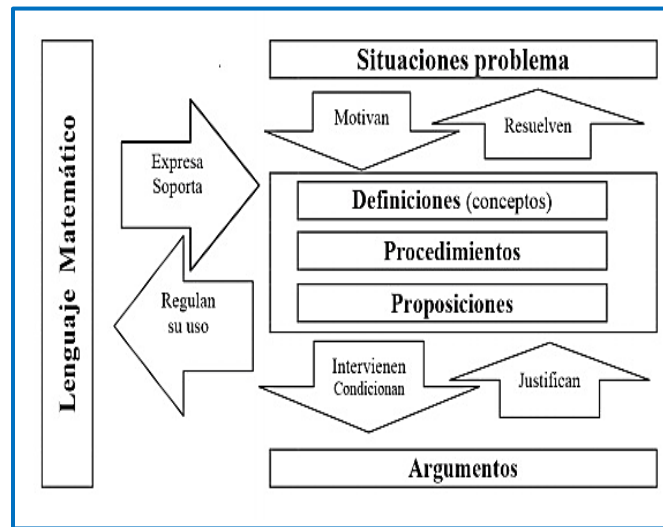 Lenguaje Matemático
Situaciones problema
Motivan
Resuelven
Expresa
Soporta
Definiciones (conceptos)
Procedimientos
Proposiciones
Regulan
su uso
Intervienen
Condicionan
Justifican
Argumentos